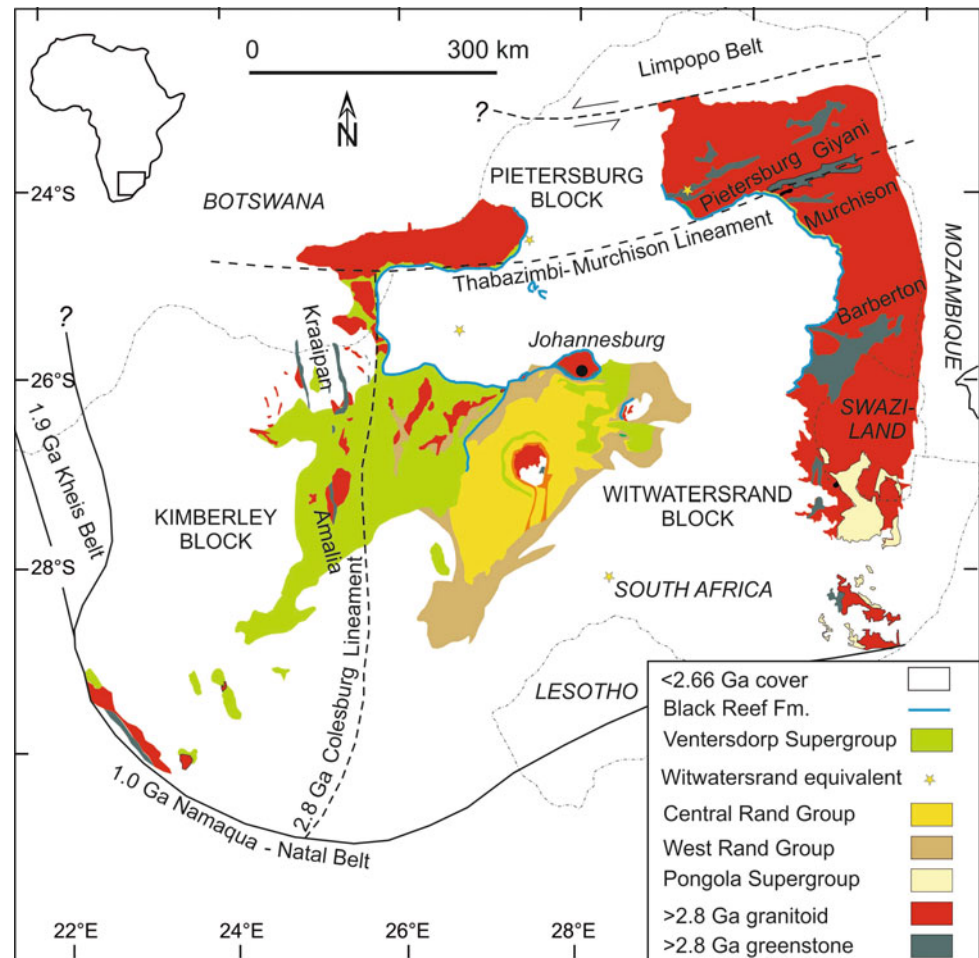 0 300 km
Limpopo Belt
?
N
24°S
BOTSWANA
PIETERSBURG
BLOCK
Pietersburg
Giyani
Murchison
Thabazimbi-Murchison Lineament
MOZAMBIQUE
?
Kraaipan
Johannesburg
Barberton
26°S
1.9 Ga Kheis Belt
SWAZI-
LAND
KIMBERLEY
BLOCK
Amalia
WITWATERSRAND
BLOCK
28°S
2.8 Ga Colesburg Lineament
SOUTH AFRICA
LESOTHO
1.0 Ga Namaqua - Natal Belt
<2.66 Ga cover
Black Reef Fm.
Ventersdorp Supergroup
Witwatersrand equivalent
Central Rand Group
West Rand Group
Pongola Supergroup
>2.8 Ga granitoid
>2.8 Ga greenstone
22°E 24°E 26°E 28°E